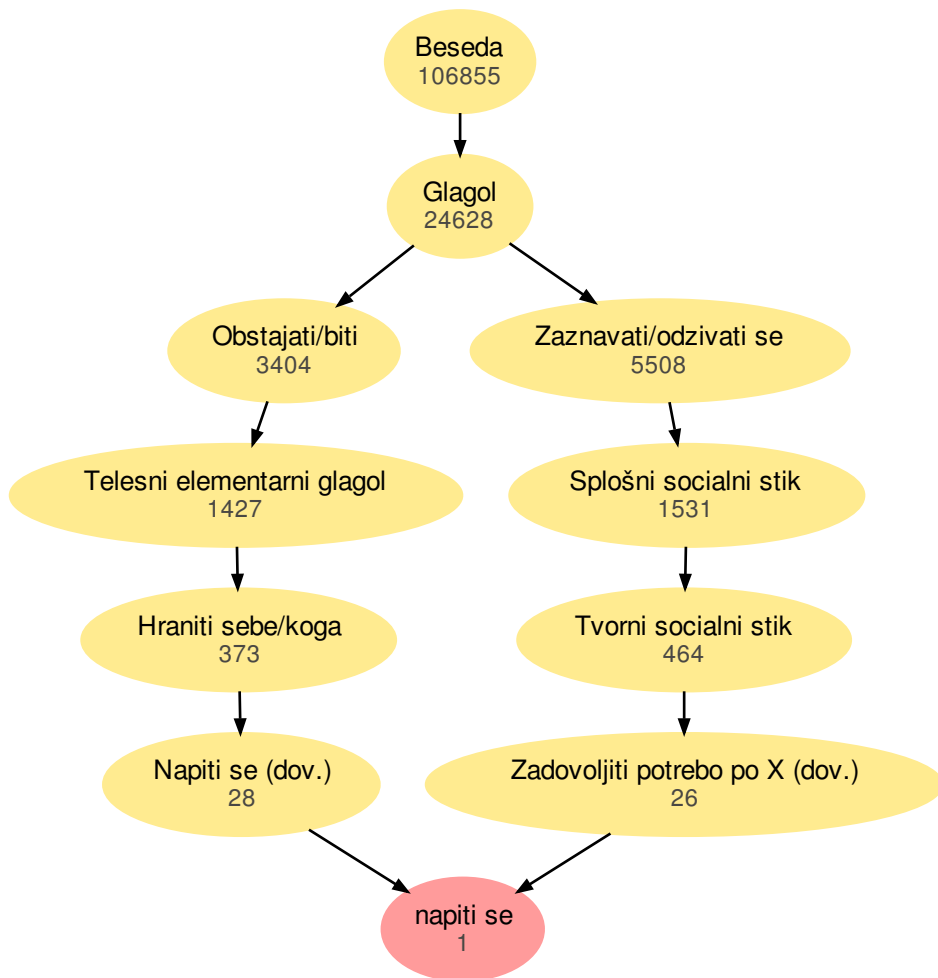 Beseda
106855
Glagol
24628
Obstajati/biti
3404
Zaznavati/odzivati se
5508
Telesni elementarni glagol
1427
Splošni socialni stik
1531
Hraniti sebe/koga
373
Tvorni socialni stik
464
Napiti se (dov.)
28
Zadovoljiti potrebo po X (dov.)
26
napiti se
1